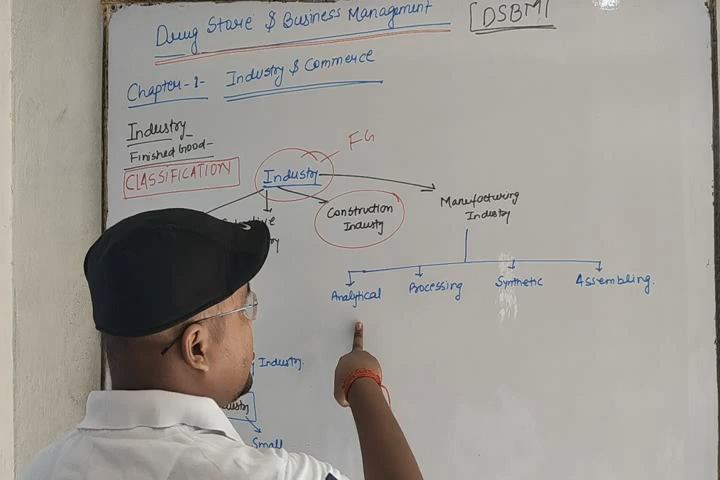 Drug Store & Business Management [DSBM]
Chapter-1- Industry & Commerce
Industry
Finished Good-
CLASSIFICATION
FG
Industry
Construction
Industry
Manufacturing
Industry
Analytical Processing Synthetic Assembling.
Industry.
Small